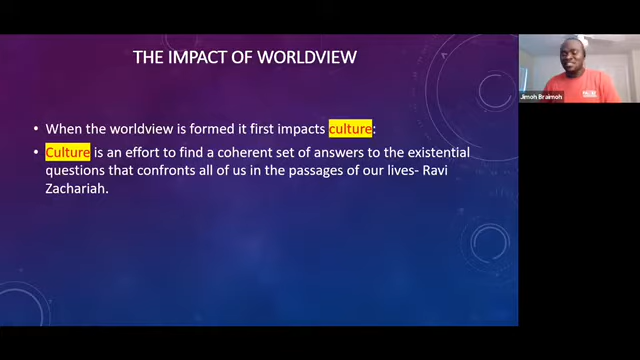 THE IMPACT OF WORLDVIEW
• When the worldview is formed it first impacts culture:
• Culture is an effort to find a coherent set of answers to the existential
questions that confronts all of us in the passages of our lives- Ravi
Zachariah.
Jimoh Braimoh